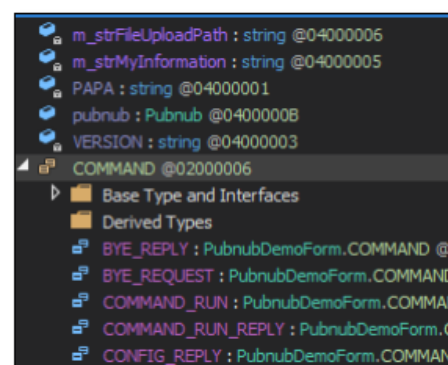 m_strFileUploadPath : string @04000006
m_strMyInformation : string @04000005
PAPA : string @04000001
pubnub : Pubnub @0400000B
VERSION : string @04000003
COMMAND @02000006
Base Type and Interfaces
Derived Types
BYE_REPLY : PubnubDemoForm.COMMAND @
BYE_REQUEST : PubnubDemoForm.COMMAND
COMMAND_RUN : PubnubDemoForm.COMMA
COMMAND_RUN_REPLY : PubnubDemoForm.
CONFIG_REPLY : PubnubDemoForm.COMMAN